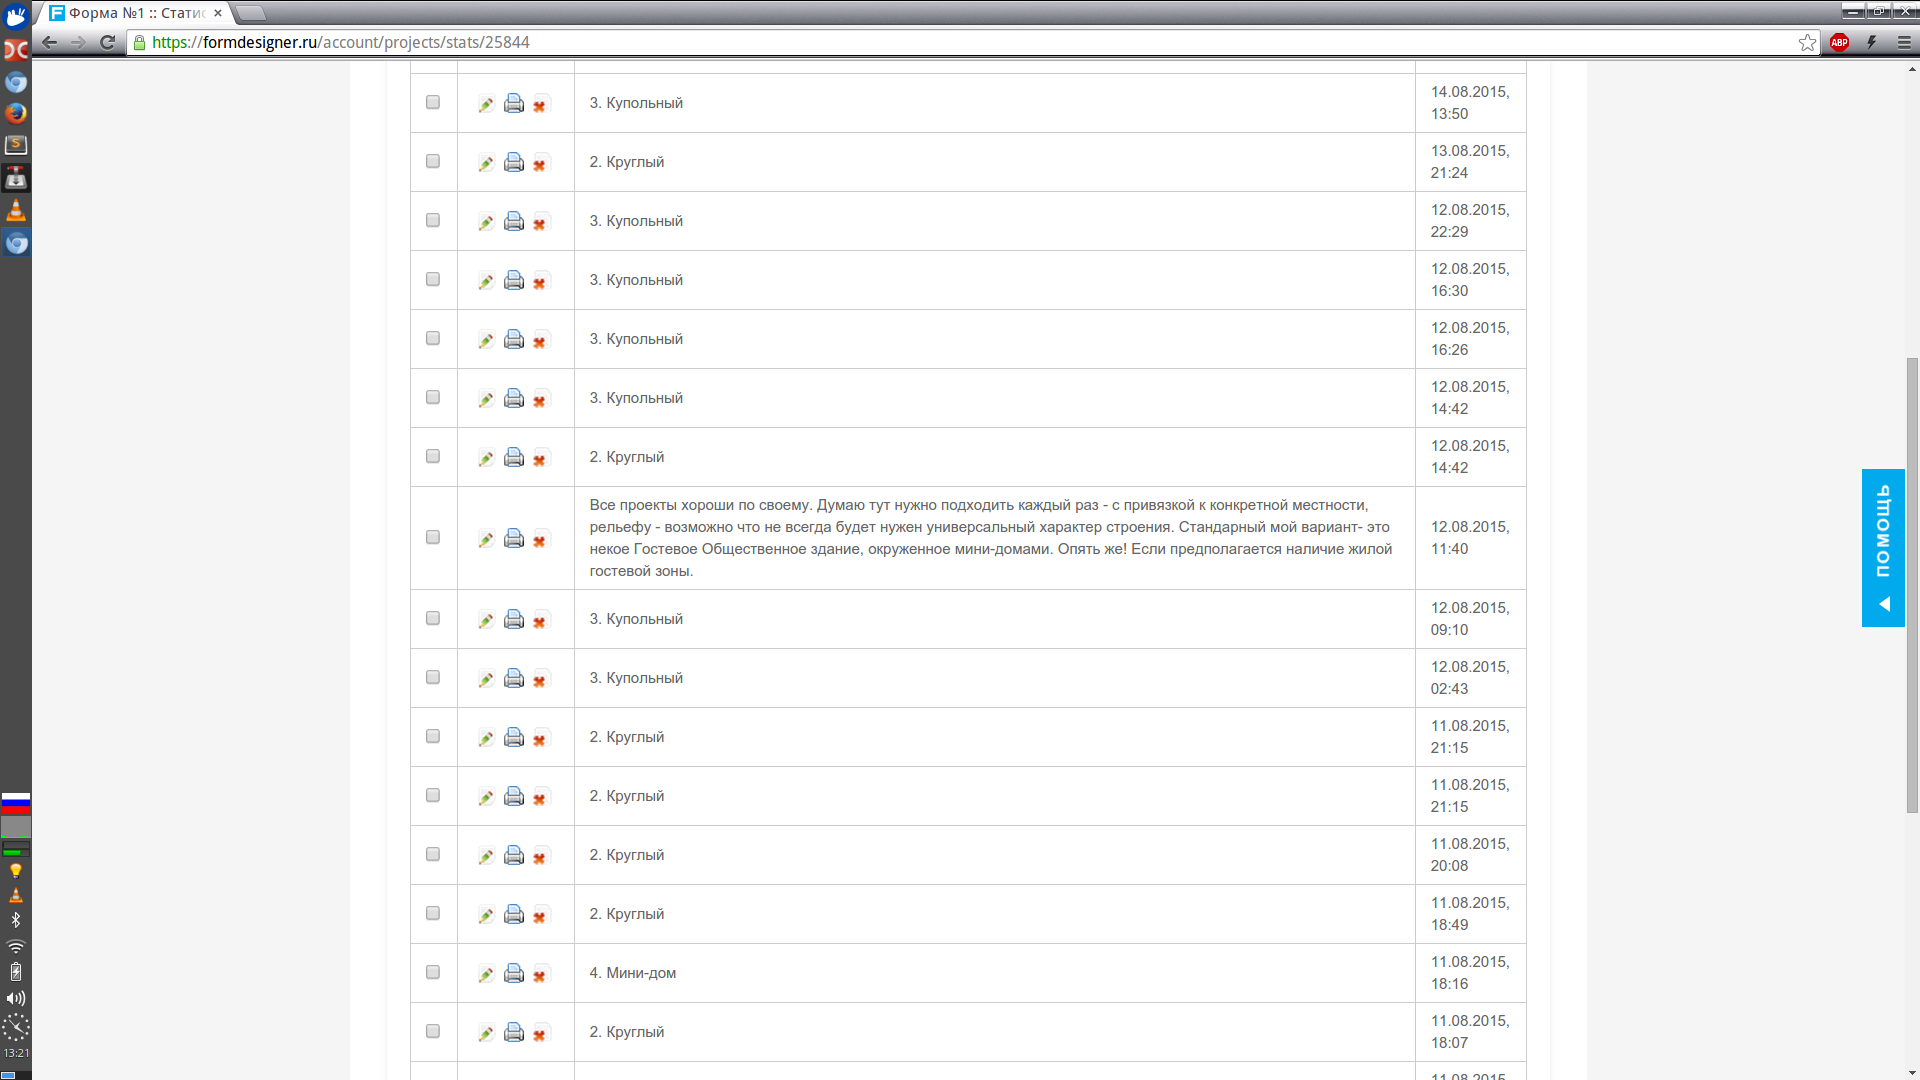 Форма №1 :: Стати
https://formdesigner.ru/account/projects/stats/25844
ABP
3. Купольный
14.08.2015,
13:50
2. Круглый
13.08.2015,
21:24
3. Купольный
12.08.2015,
22:29
3. Купольный
12.08.2015,
16:30
3. Купольный
12.08.2015,
16:26
3. Купольный
12.08.2015,
14:42
2. Круглый
12.08.2015,
14:42
Все проекты хороши по своему. Думаю тут нужно подходить каждый раз - с привязкой к конкретной местности,
рельефу - возможно что не всегда будет нужен универсальный характер строения. Стандарный мой вариант- это
некое Гостевое Общественное здание, окруженное мини-домами. Опять же! Если предполагается наличие жилой
гостевой зоны.
12.08.2015,
11:40
3. Купольный
12.08.2015,
09:10
3. Купольный
12.08.2015,
02:43
2. Круглый
11.08.2015,
21:15
2. Круглый
11.08.2015,
21:15
2. Круглый
11.08.2015,
20:08
2. Круглый
11.08.2015,
18:49
4. Мини-дом
11.08.2015,
18:16
2. Круглый
11.08.2015,
18:07
11.08.2015,
ПОМОЩЬ
13:21